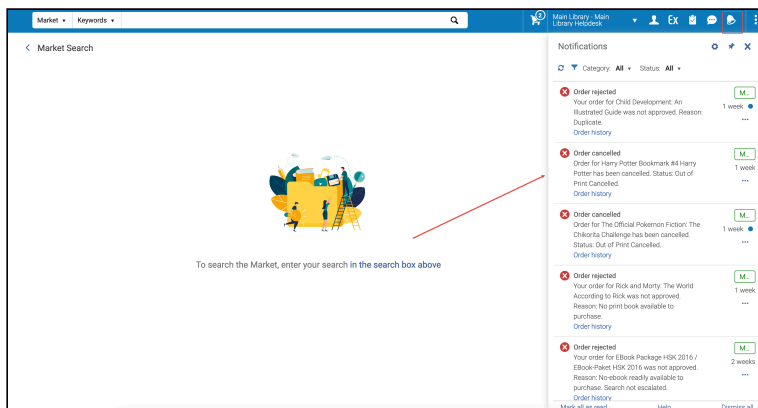 Market Keywords
2
Main Library - Main
Library Helpdesk
Ex
Market Search
Notifications
Category: All Status: All
Order rejected
M...
Your order for Child Development: An
1 week
Illustrated Guide was not approved. Reason:
Duplicate.
Order history
Order cancelled
M...
Order for Harry Potter Bookmark #4 Harry
1 week
Potter has been cancelled. Status: Out of
Print Cancelled.
Order history
Order cancelled
M...
Order for The Official Pokemon Fiction: The
1 week
Chikorita Challenge has been cancelled.
Status: Out of Print Cancelled.
Order history
To search the Market, enter your search in the search box above
Order rejected
M...
Your order for Rick and Morty: The World
1 week
According to Rick was not approved.
Reason: No print book available to
purchase.
Order history
Order rejected
M...
Your order for EBook Package HSK 2016 /
2 weeks
EBook-Paket HSK 2016 was not approved.
Reason: No-ebook readily available to
purchase. Search not escalated.
Order history
Mark all as read Help Dismiss all